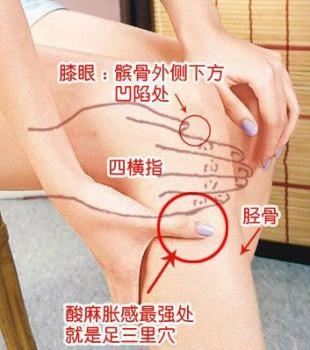 膝眼：髌骨外侧下方
凹陷处
四横指
胫骨
酸麻胀感最强处
就是足三里穴